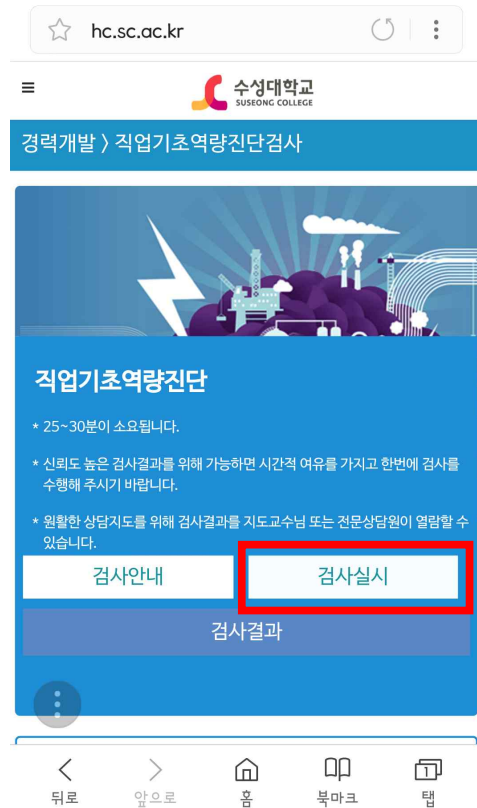 hc.sc.ac.kr
수성대학교
SUSEONG COLLEGE
경력개발 〉 직업기초역량진단검사
직업기초역량진단
* 25~30분이 소요됩니다.
* 신뢰도 높은 검사결과를 위해 가능하면 시간적 여유를 가지고 한번에 검사를
수행해 주시기 바랍니다.
* 원활한 상담지도를 위해 검사결과를 지도교수님 또는 전문상담원이 열람할 수
있습니다.
검사안내 검사실시
검사결과
1
뒤로 앞으로 홈 북마크 탭